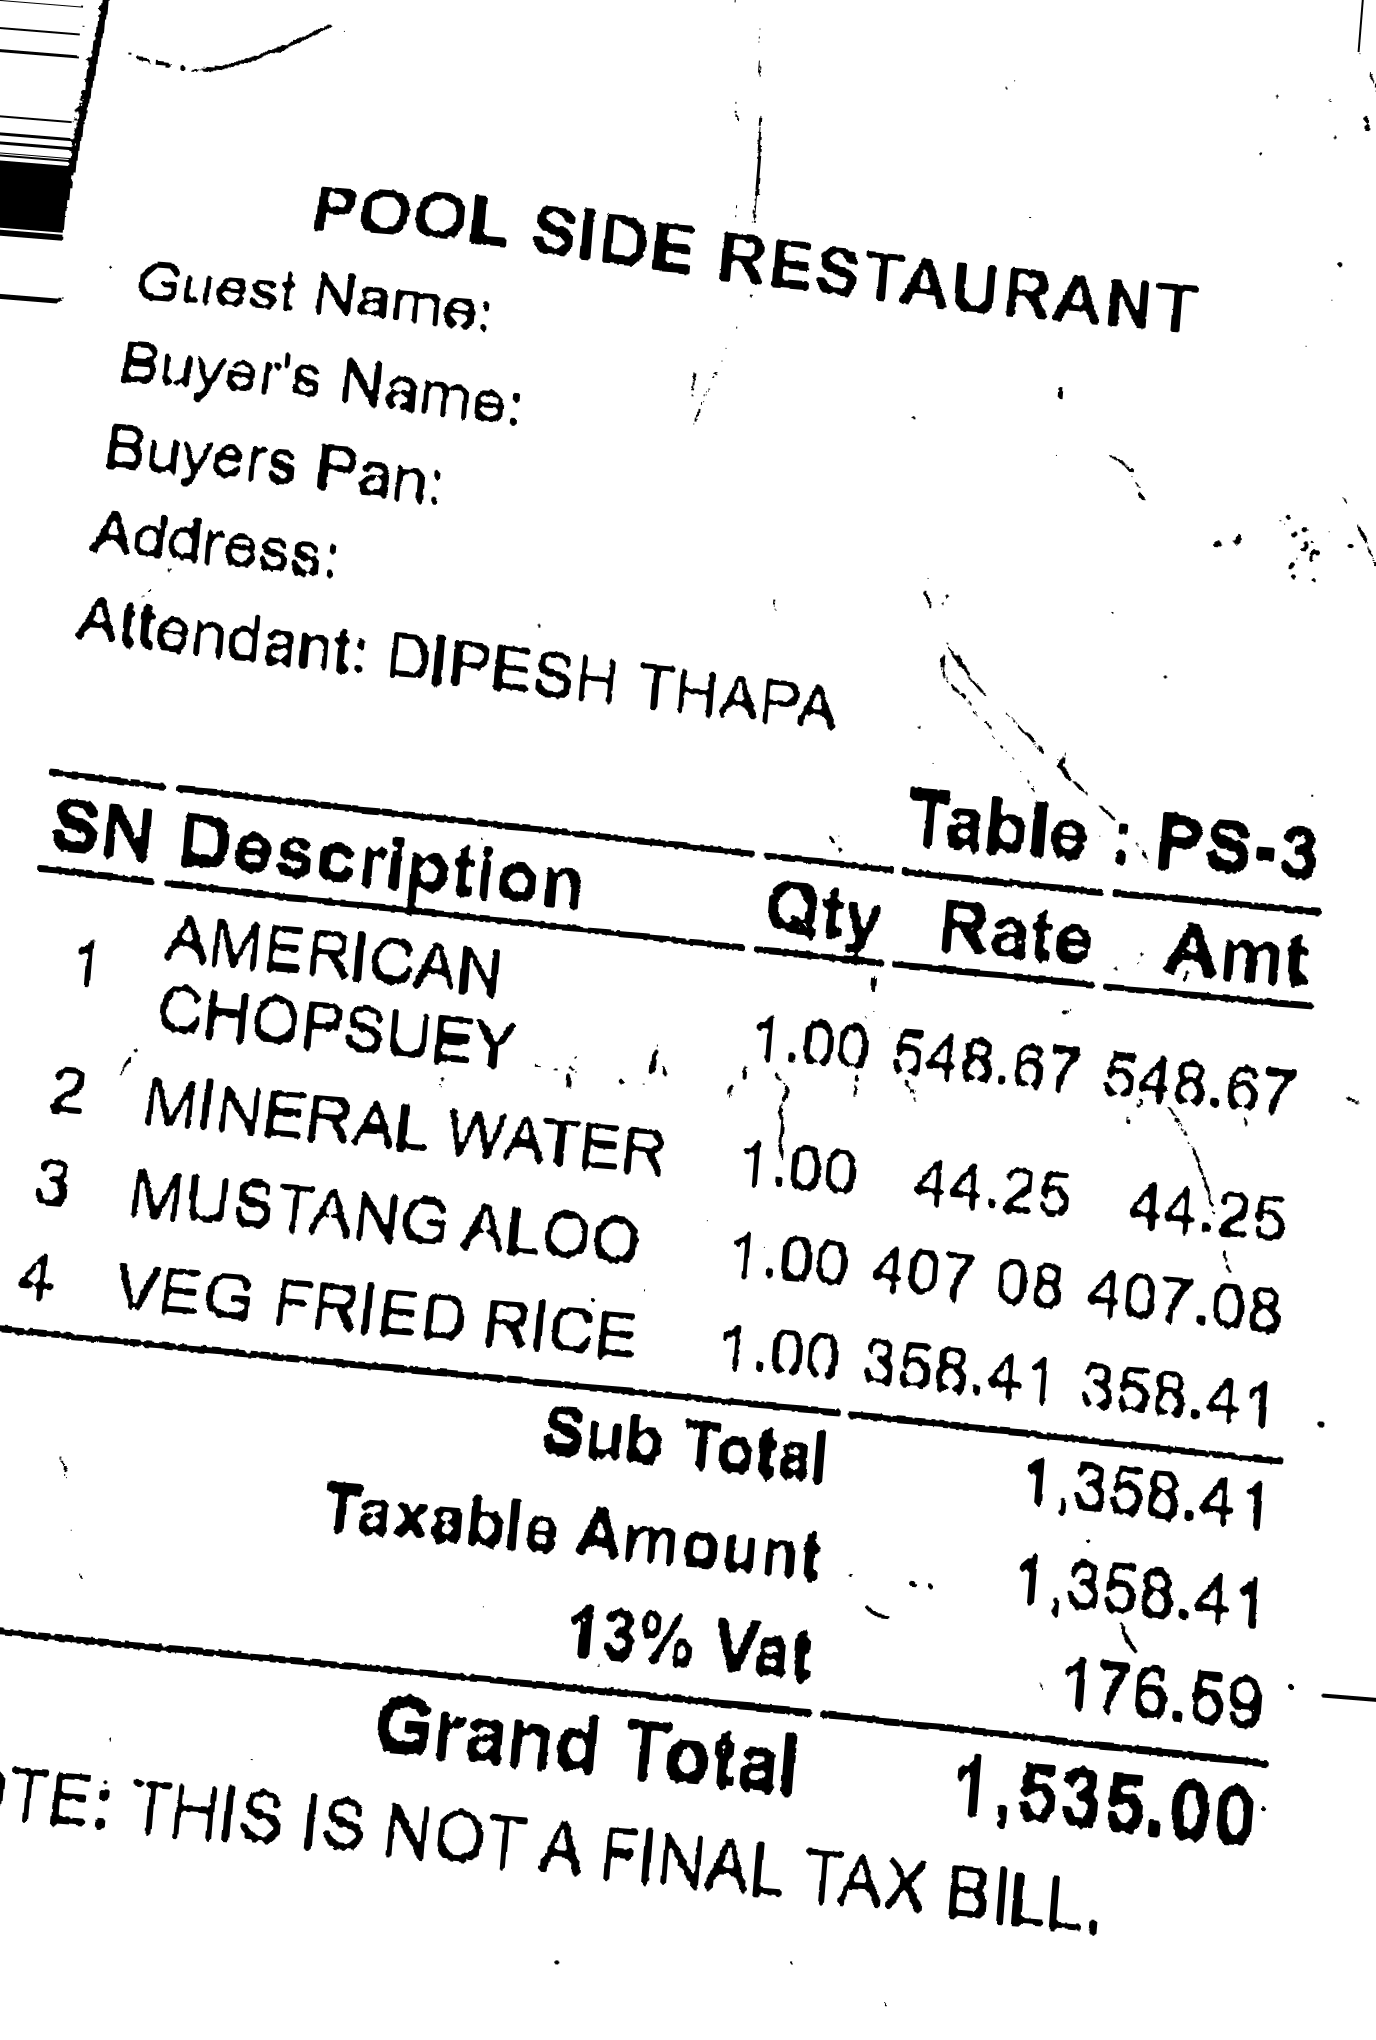 POOL SIDE RESTAURANT
Guest Name:
Buyer's Name:
Buyers Pan:
Address:
Attendant: DIPESH THAPA
Table : PS-3
SN Description Qty Rate Amt
1 AMERICAN
CHOPSUEY 1.00 548.67 548.67
2 MINERAL WATER 1.00 44.25 44.25
3 MUSTANG ALOO 1.00 407 08 407.08
4 VEG FRIED RICE 1.00 358.41 358.41
Sub Total 1,358.41
Taxable Amount 1,358.41
13% Vat 176.59
Grand Total 1,535.00
OTE: THIS IS NOT A FINAL TAX BILL.